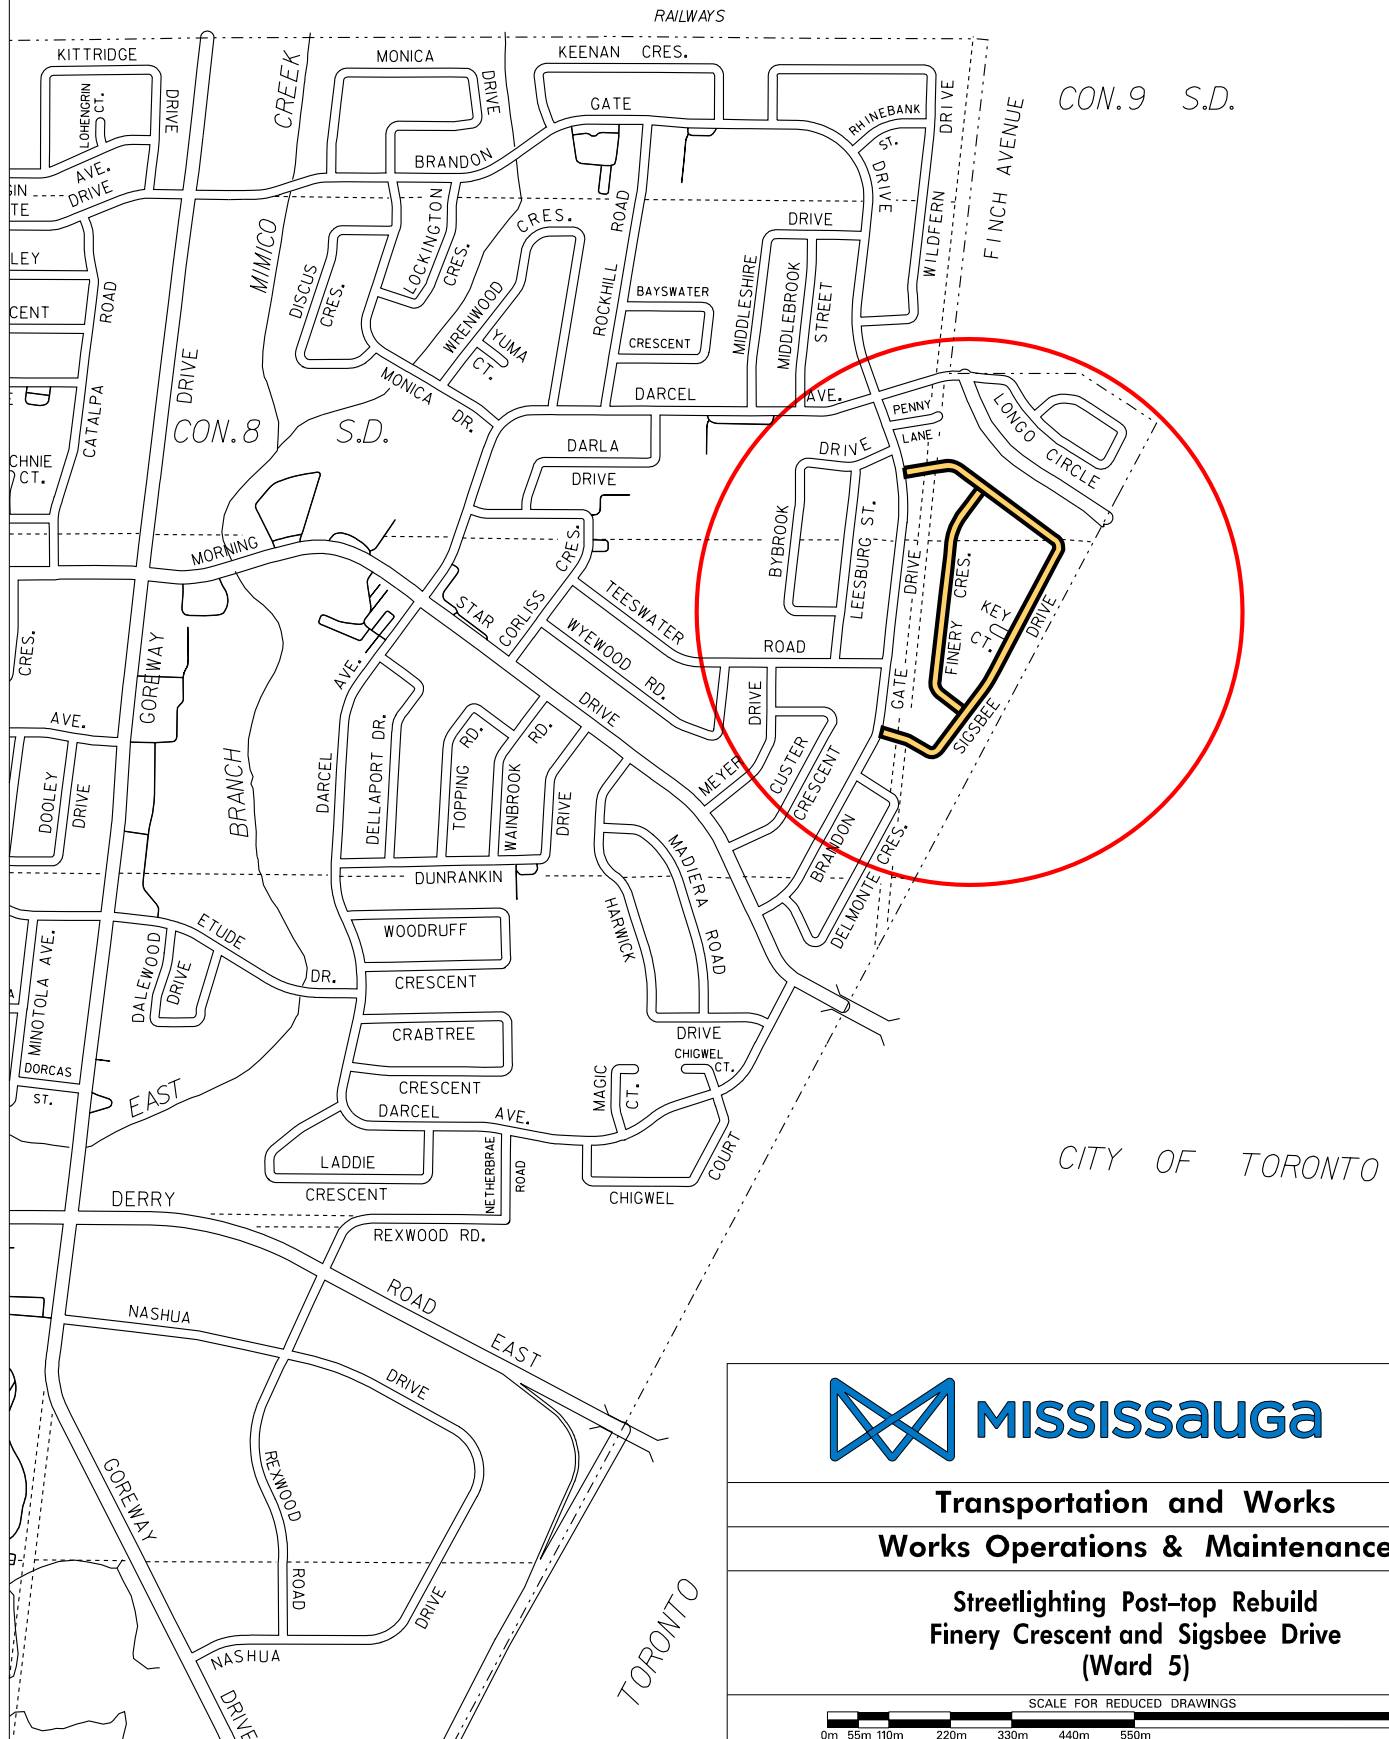 RAILWAYS
KITTRIDGE
DRIVE
LOHENGRIN
CT.
AVE.
DRIVE
CREEK
MIMICO
MONICA
DRIVE
KEENAN CRES.
GATE
BRANDON
RHINEBANK
ST.
DRIVE
DRIVE
WILDFERN
FINCH AVENUE
CON.9 S.D.
LOCKINGTON
CRES.
DISCUS
CRES.
WRENWOOD
CRES.
YUMA
CT.
ROCKHILL
ROAD
BAYSWATER
CRESCENT
MIDDLESHIRE
DRIVE
MIDDLEBROOK
STREET
MONICA DR.
DARCEL
AVE.
CATALPA
ROAD
DRIVE
CON.8 S.D.
CENT
CT.
PENNY
LANE
LONGO
CIRCLE
DARLA
DRIVE
DRIVE
BYBROOK
LEESBURG ST.
DRIVE
GATE
FINERY
CRES.
KEY
CT.
SIGSBEE
DRIVE
MORNING
STAR
DRIVE
CORLISS
CRES.
TEESWATER
ROAD
WYEWOOD RD.
GOREWAY
CRES.
AVE.
DOOLEY
DRIVE
BRANCH
AVE.
DARCEL
DELLAPORT DR.
TOPPING
RD.
WAINBROOK
RD.
DRIVE
DUNRANKIN
MEYER
DRIVE
CUSTER
CRESCENT
BRANDON
DELMONTE CRES.
MADIERA
ROAD
HARWICK
DRIVE
ETUDE
DR.
DALEWOOD
DRIVE
MINOTOLA AVE.
DORCAS
ST.
EAST
WOODRUFF
CRESCENT
CRABTREE
CRESCENT
DARCEL
AVE.
MAGIC
CT.
CHIGWEL
CT.
CHIGWEL
COURT
LADDIE
CRESCENT
NETHERBRAE
ROAD
REXWOOD RD.
CITY OF TORONTO
DERRY
ROAD
EAST
NASHUA
DRIVE
REXWOOD
ROAD
GOREWAY
DRIVE
NASHUA
DRIVE
TORONTO
MISSISSAUGA
Transportation and Works
Works Operations & Maintenance
Streetlighting Post-top Rebuild
Finery Crescent and Sigsbee Drive
(Ward 5)
SCALE FOR REDUCED DRAWINGS
0m 55m 110m 220m 330m 440m 550m